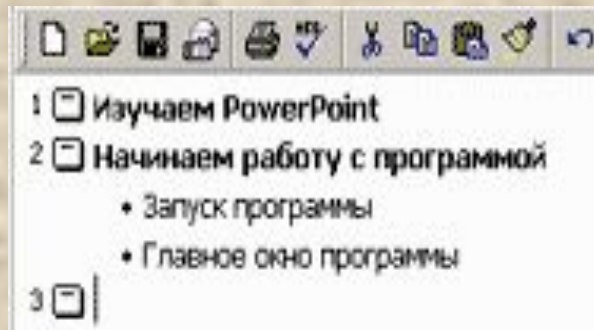 1 Изучаем PowerPoint
2 Начинаем работу с программой
• Запуск программы
• Главное окно программы
3